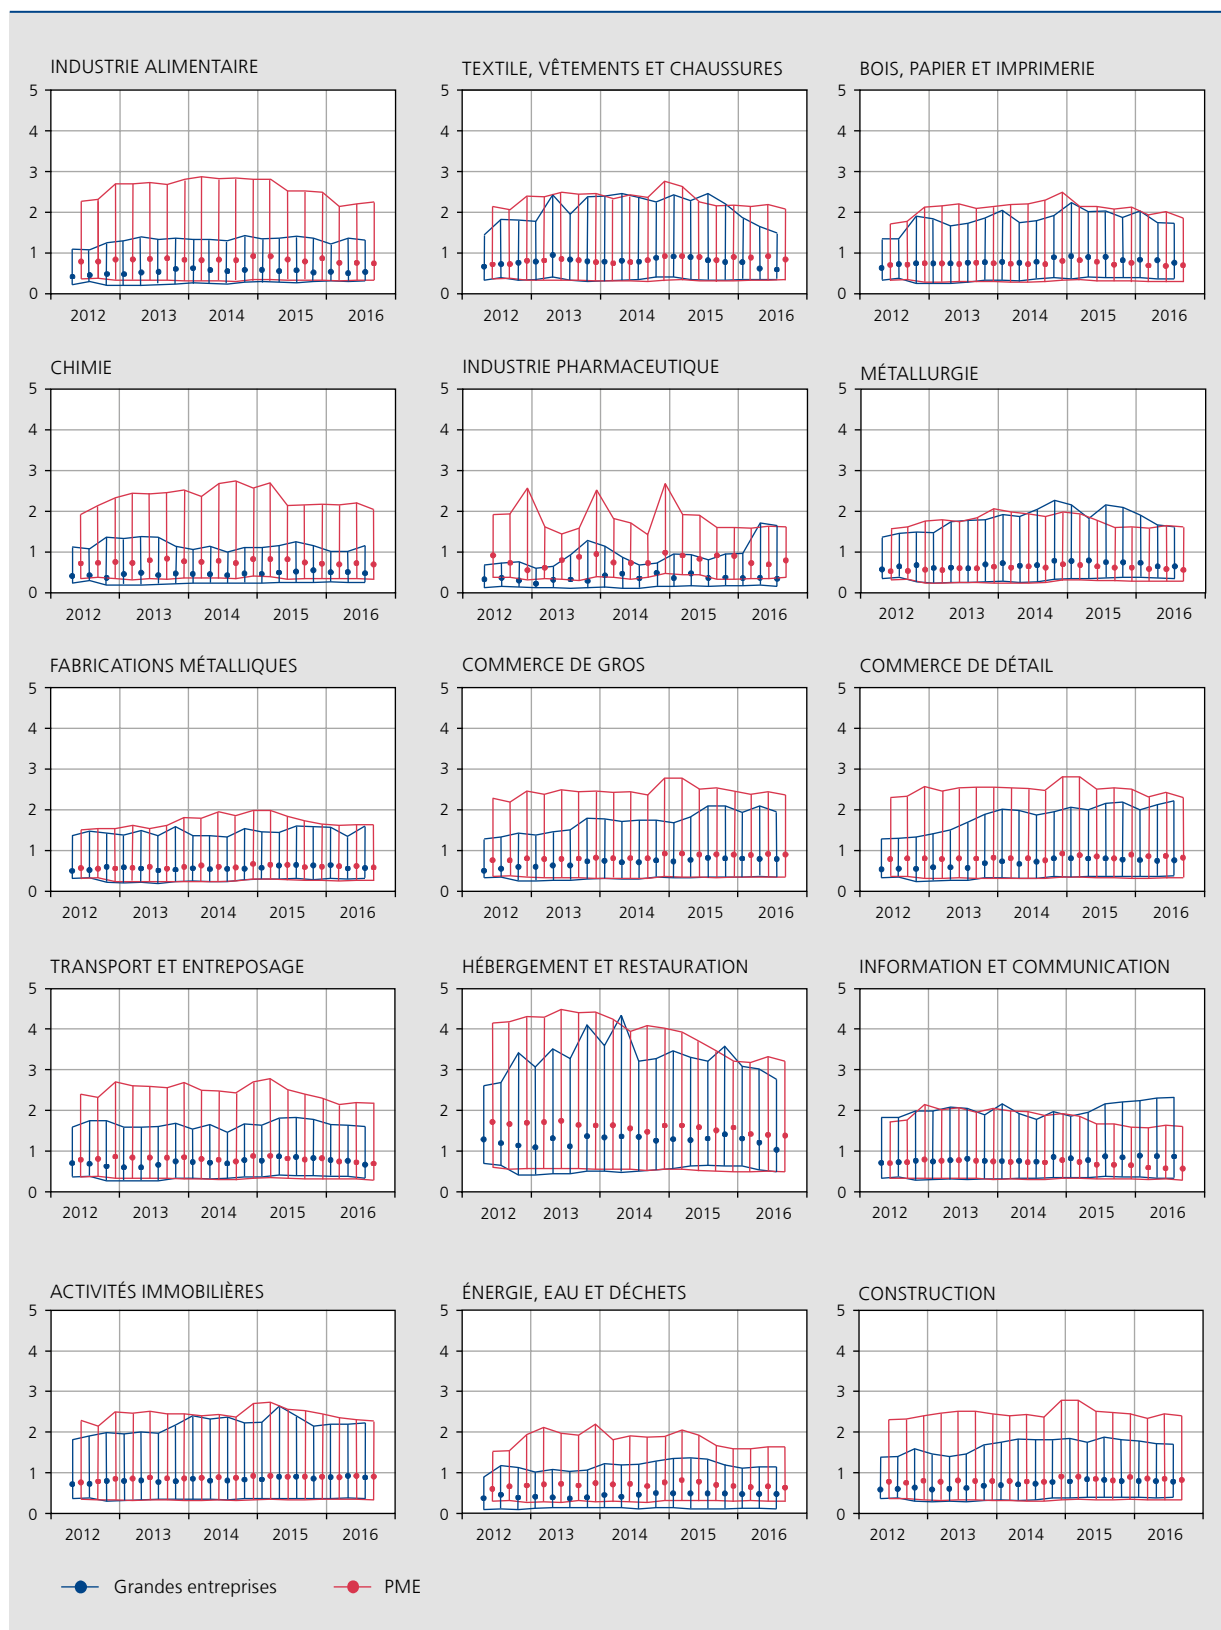 INDUSTRIE ALIMENTAIRE
5
4
3
2
1
0
2012 2013 2014 2015 2016
TEXTILE, VÊTEMENTS ET CHAUSSURES
5
4
3
2
1
0
2012 2013 2014 2015 2016
BOIS, PAPIER ET IMPRIMERIE
5
4
3
2
1
0
2012 2013 2014 2015 2016
CHIMIE
5
4
3
2
1
0
2012 2013 2014 2015 2016
INDUSTRIE PHARMACEUTIQUE
5
4
3
2
1
0
2012 2013 2014 2015 2016
MÉTALLURGIE
5
4
3
2
1
0
2012 2013 2014 2015 2016
FABRICATIONS MÉTALLIQUES
5
4
3
2
1
0
2012 2013 2014 2015 2016
COMMERCE DE GROS
5
4
3
2
1
0
2012 2013 2014 2015 2016
COMMERCE DE DÉTAIL
5
4
3
2
1
0
2012 2013 2014 2015 2016
TRANSPORT ET ENTREPOSAGE
5
4
3
2
1
0
2012 2013 2014 2015 2016
HÉBERGEMENT ET RESTAURATION
5
4
3
2
1
0
2012 2013 2014 2015 2016
INFORMATION ET COMMUNICATION
5
4
3
2
1
0
2012 2013 2014 2015 2016
ACTIVITÉS IMMOBILIÈRES
5
4
3
2
1
0
2012 2013 2014 2015 2016
ÉNERGIE, EAU ET DÉCHETS
5
4
3
2
1
0
2012 2013 2014 2015 2016
CONSTRUCTION
5
4
3
2
1
0
2012 2013 2014 2015 2016
Grandes entreprises
PME